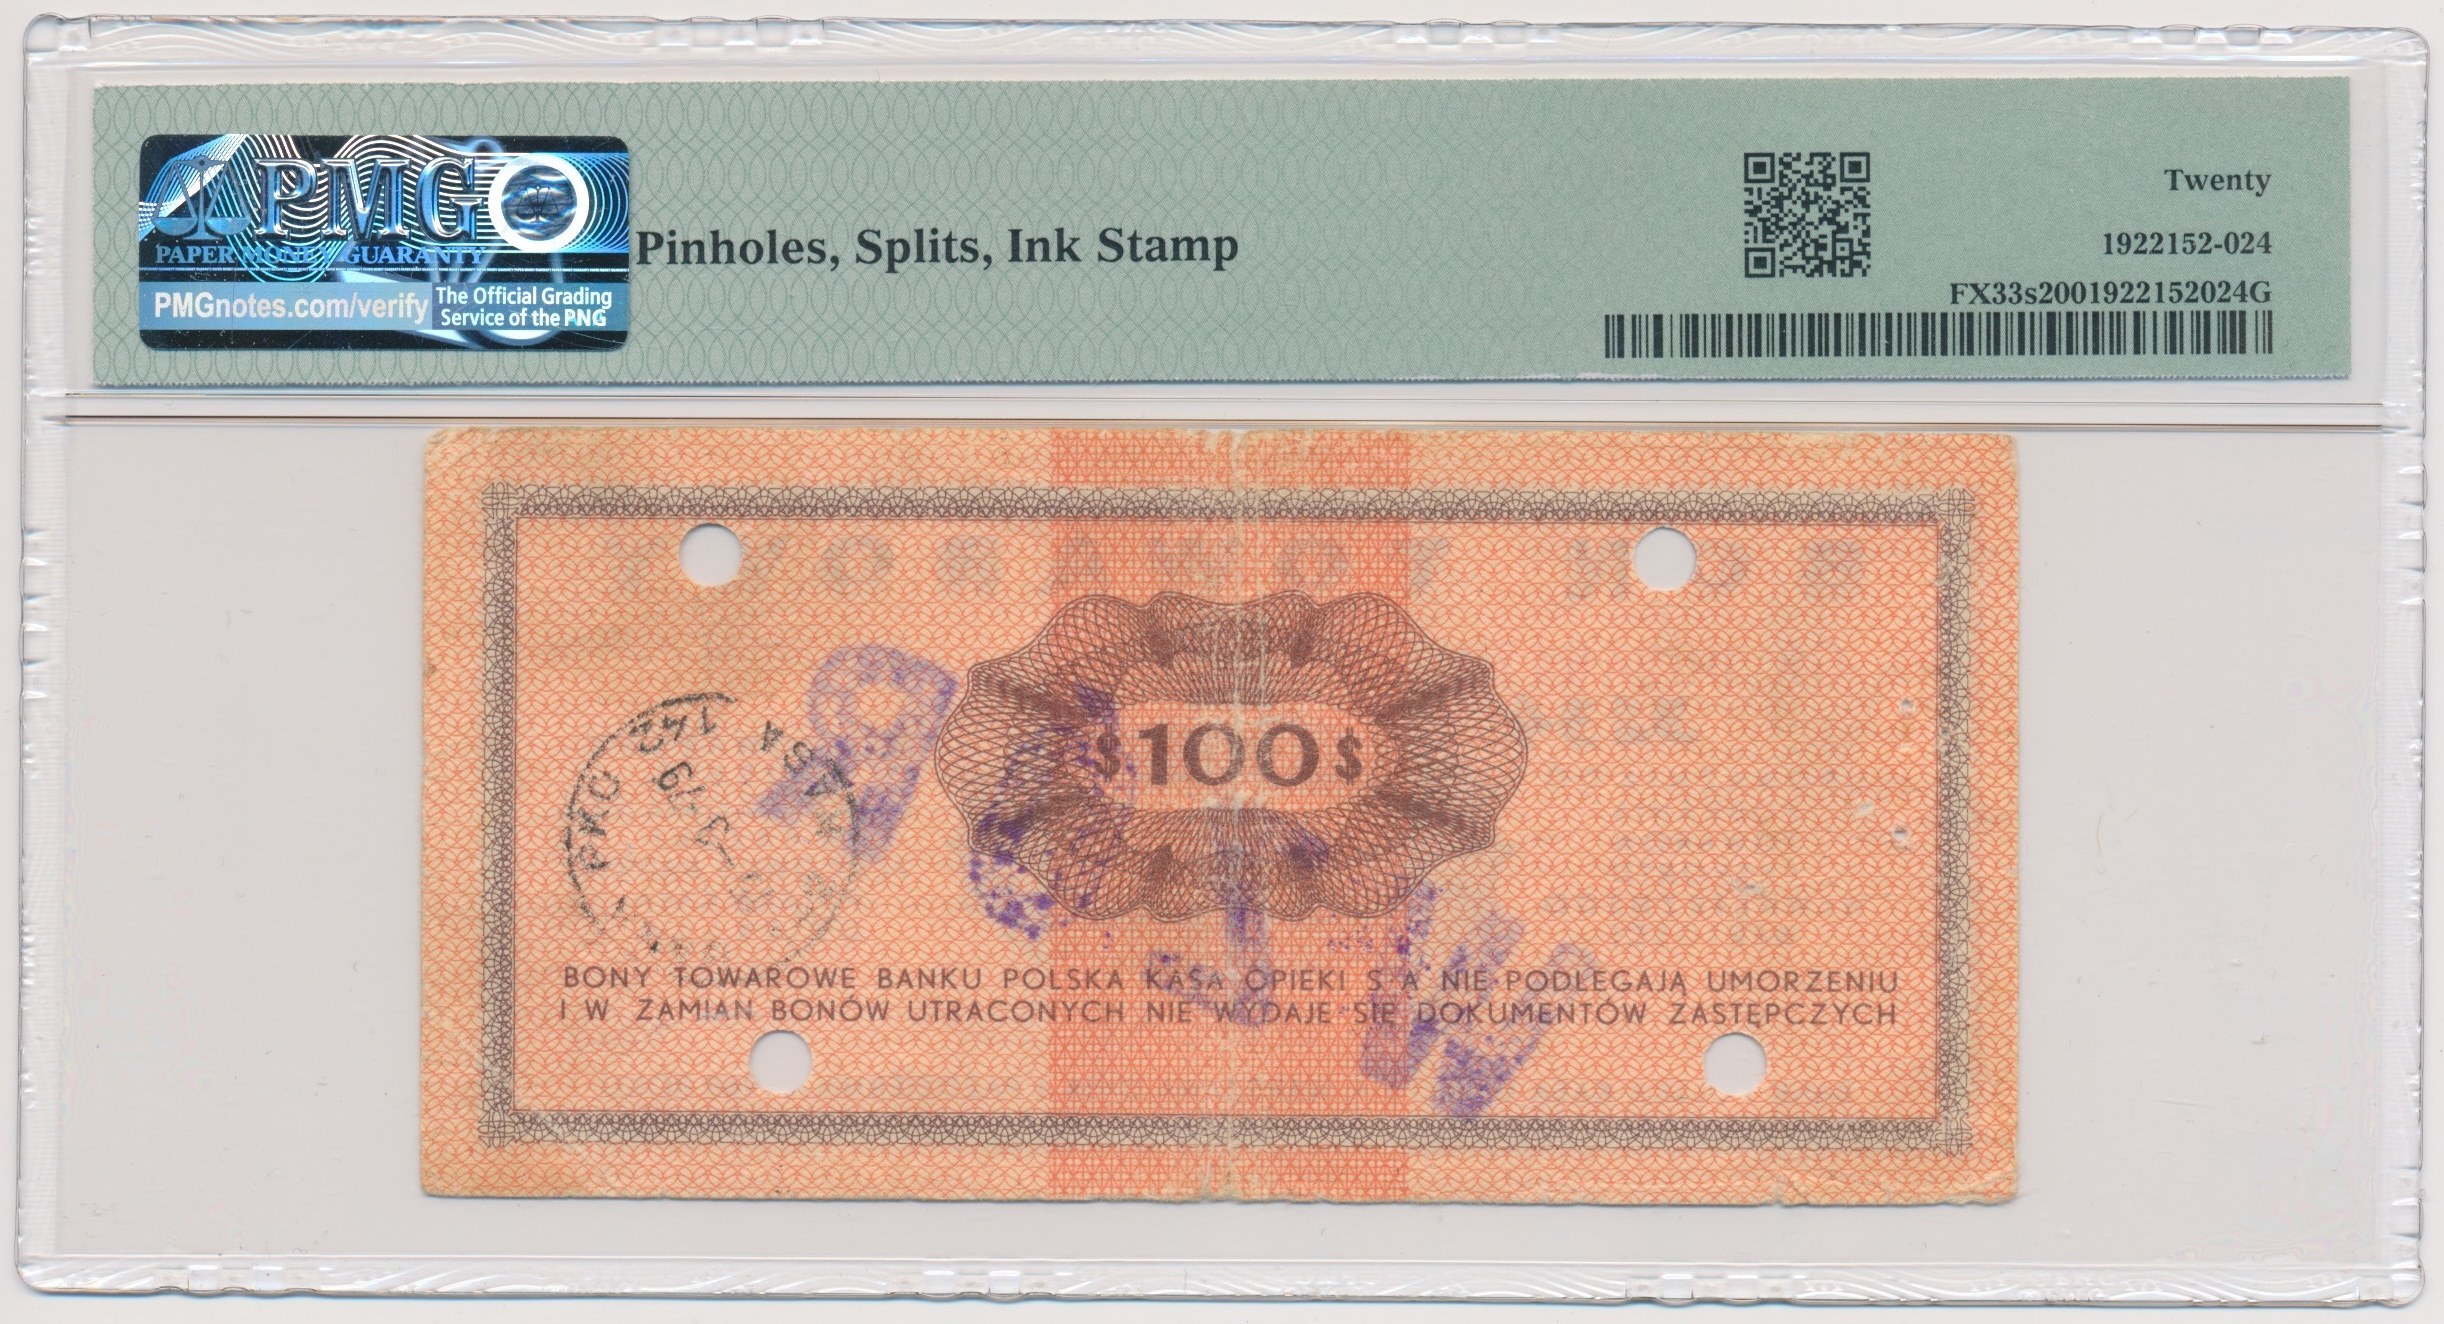 PMG
PAPER MONEY GUARANTY
PMGnotes.com/verify
The Official Grading
Service of the PNG
Pinholes, Splits, Ink Stamp
Twenty
1922152-024
FX33s2001922152024G
$100$
PKO
142
BONY TOWAROWE BANKU POLSKA KASA OPIEKI S A NIE PODLEGAJĄ UMORZENIU
I W ZAMIAN BONÓW UTRACONYCH NIE WYDAJE SIĘ DOKUMENTÓW ZASTĘPCZYCH